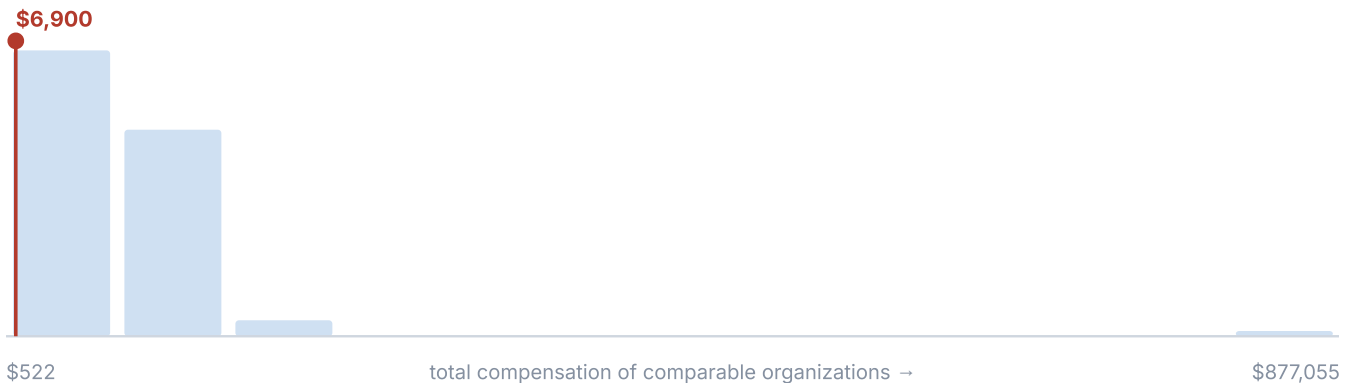 $6,900
$522 total compensation of comparable organizations → $877,055